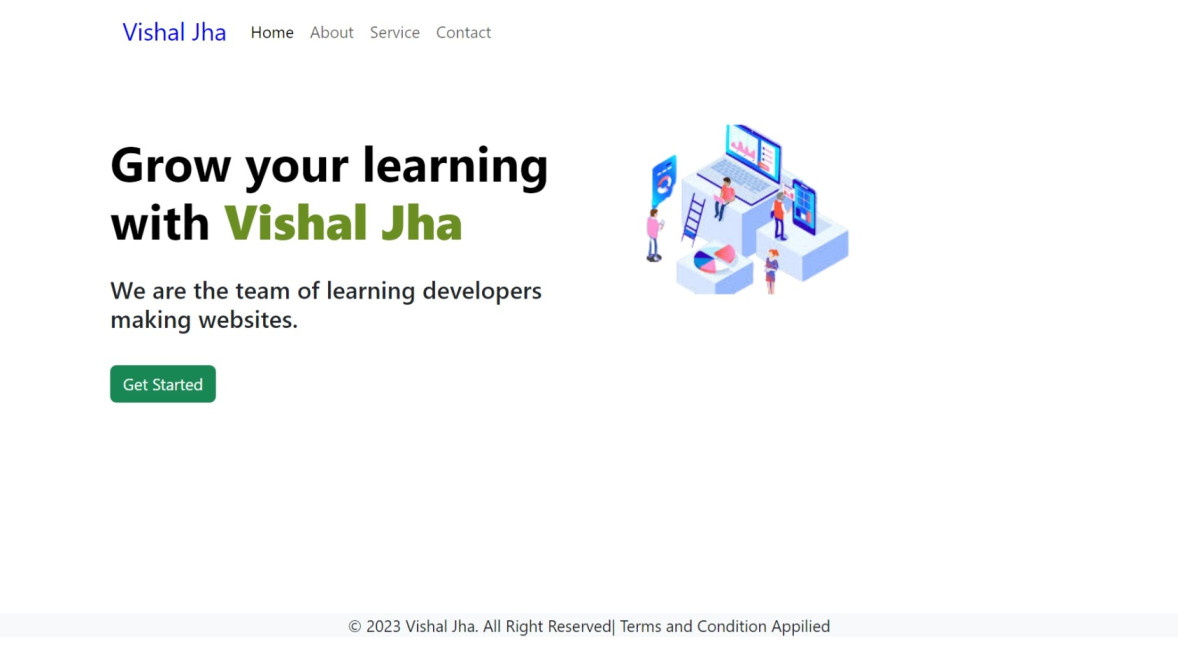 Vishal Jha Home About Service Contact
Grow your learning
with Vishal Jha
We are the team of learning developers
making websites.
Get Started
© 2023 Vishal Jha. All Right Reserved| Terms and Condition Appilied